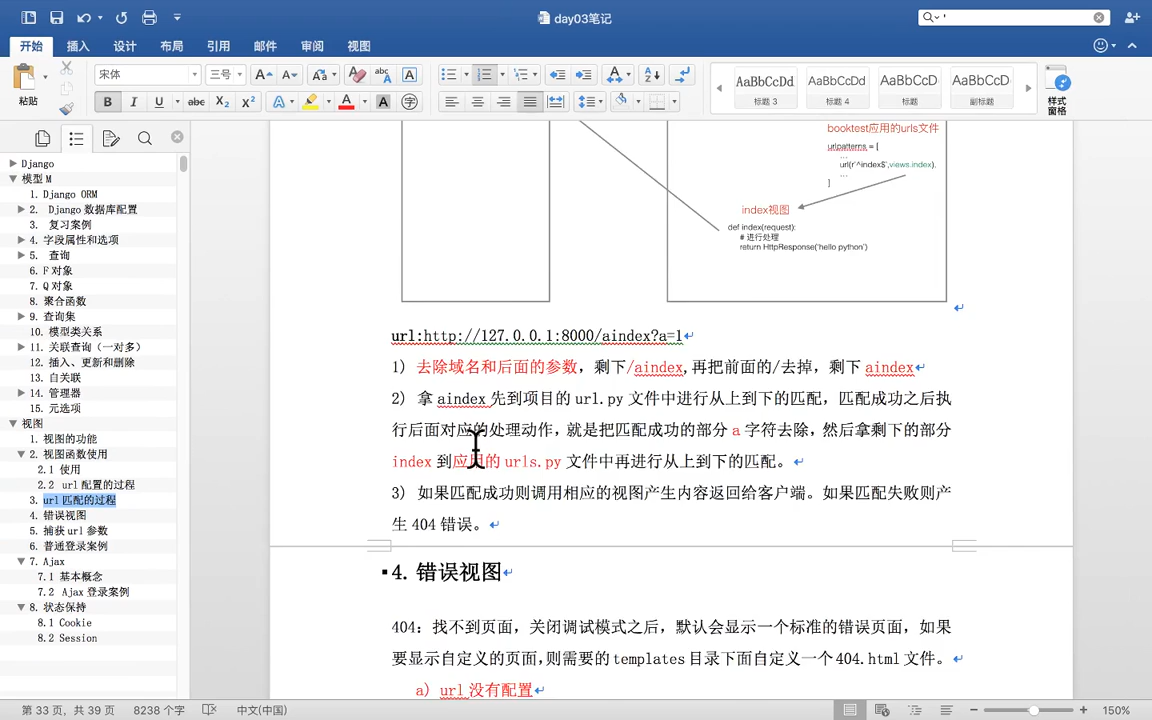 day03笔记
'
开始 插入 设计 布局 引用 邮件 审阅 视图
粘贴
宋体 三号
AaBbCcDd AaBbCcDd AaBbCcD AaBbCcD
标题 3 标题 4 标题 副标题
样式
窗格
Django
模型 M
1. Django ORM
2. Django 数据库配置
3. 复习案例
4. 字段属性和选项
5. 查询
6. F 对象
7. Q 对象
8. 聚合函数
9. 查询集
10. 模型类关系
11. 关联查询（一对多）
12. 插入、更新和删除
13. 自关联
14. 管理器
15. 元选项
视图
1. 视图的功能
2. 视图函数使用
2.1 使用
2.2 url 配置的过程
3. url 匹配的过程
4. 错误视图
5. 捕获 url 参数
6. 普通登录案例
7. Ajax
7.1 基本概念
7.2 Ajax 登录案例
8. 状态保持
8.1 Cookie
8.2 Session
booktest应用的urls文件
urlpatterns = [
...
url(r'^index$',views.index),
...
]
index视图
def index(request):
# 进行处理
return HttpResponse('hello python')
url:http://127.0.0.1:8000/aindex?a=1
1) 去除域名和后面的参数，剩下/aindex,再把前面的/去掉，剩下 aindex
2) 拿 aindex 先到项目的 url.py 文件中进行从上到下的匹配，匹配成功之后执
行后面对应的处理动作，就是把匹配成功的部分 a 字符去除，然后拿剩下的部分
index 到应用的 urls.py 文件中再进行从上到下的匹配。
3) 如果匹配成功则调用相应的视图产生内容返回给客户端。如果匹配失败则产
生 404 错误。
4. 错误视图
404：找不到页面，关闭调试模式之后，默认会显示一个标准的错误页面，如果
要显示自定义的页面,则需要的 templates 目录下面自定义一个 404.html 文件。
a) url 没有配置
第 33 页，共 39 页 8238 个字 中文(中国) 150%